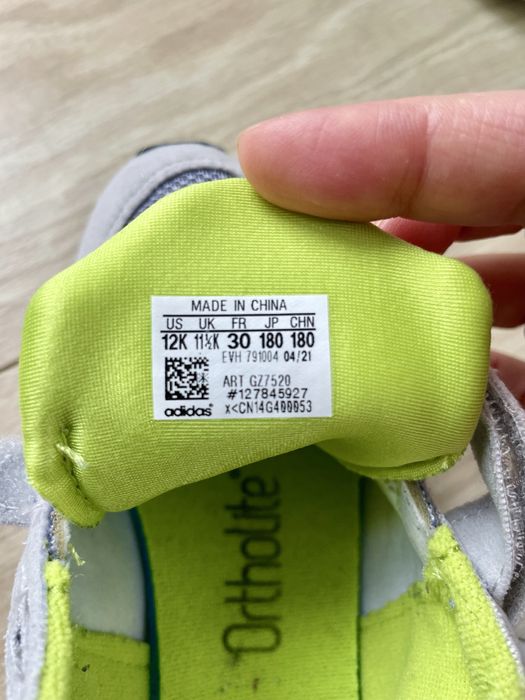 MADE IN CHINA
US UK FR JP CHN
12K 11½K 30 180 180
EVH 791004 04/21
ART GZ7520
#127845927
adidas x<CN14G400053
OrthoLite